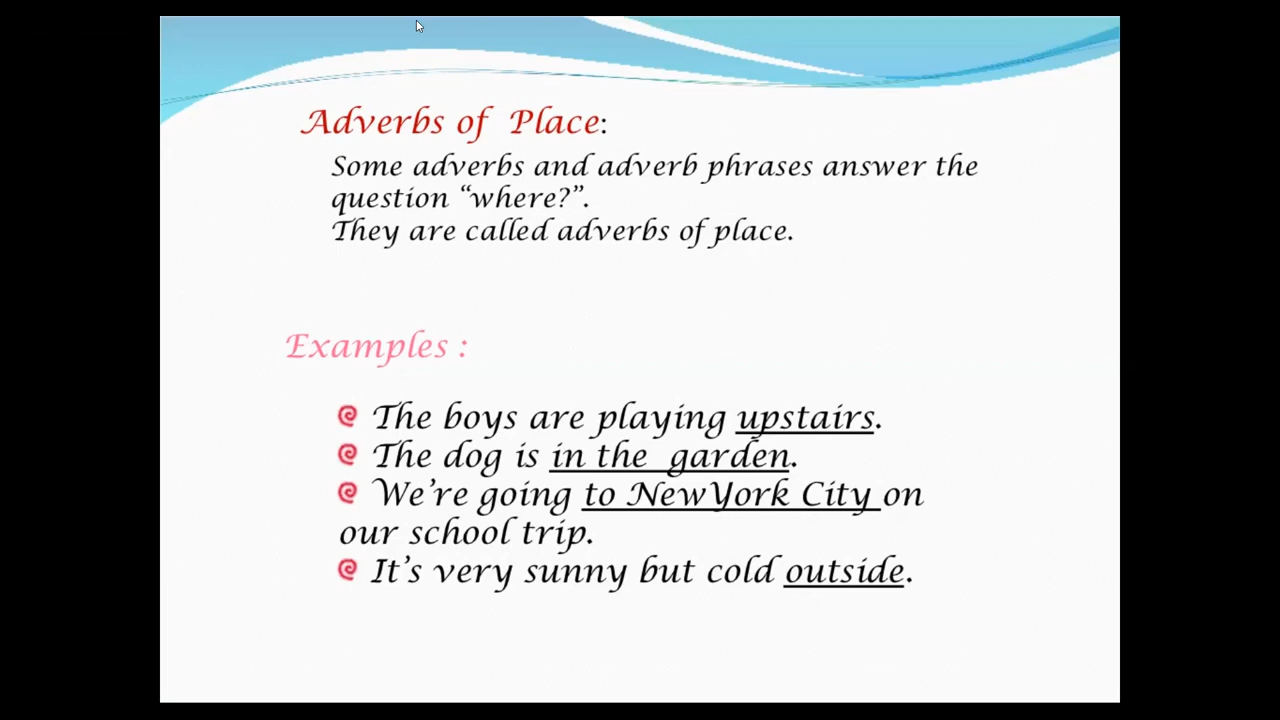 Adverbs of Place:
Some adverbs and adverb phrases answer the
question “where?”.
They are called adverbs of place.
Examples :
The boys are playing upstairs.
The dog is in the garden.
We’re going to NewYork City on
our school trip.
It’s very sunny but cold outside.